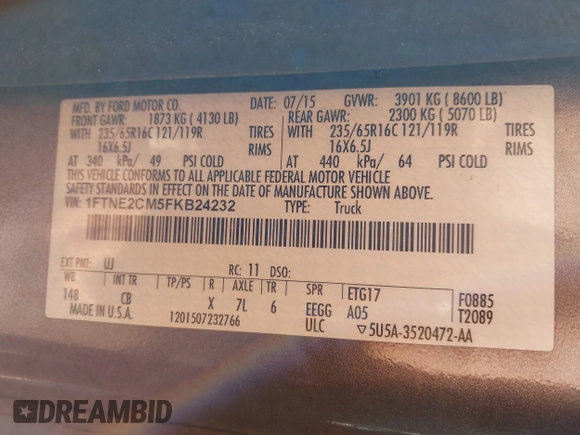 MFD. BY FORD MOTOR CO. DATE: 07/15 GVWR: 3901 KG ( 8600 LB)
FRONT GAWR: 1873 KG ( 4130 LB) REAR GAWR: 2300 KG ( 5070 LB)
WITH 235/65R16C 121/119R TIRES WITH 235/65R16C 121/119R TIRES
16X6.5J RIMS 16X6.5J RIMS
AT 340 kPa/ 49 PSI COLD AT 440 kPa/ 64 PSI COLD
THIS VEHICLE CONFORMS TO ALL APPLICABLE FEDERAL MOTOR VEHICLE
SAFETY STANDARDS IN EFFECT ON THE DATE OF MANUFACTURE SHOWN ABOVE.
VIN: 1FTNE2CM5FKB24232 TYPE: Truck
EXT PNT: UJ RC: 11 DSO:
WB INT TR TP/PS R AXLE TR SPR ETG17 F0885
148 CB X 7L 6 EEGG A05 T2089
MADE IN U.S.A. 1201507232766 ULC ▽5U5A-3520472-AA
DREAMBID